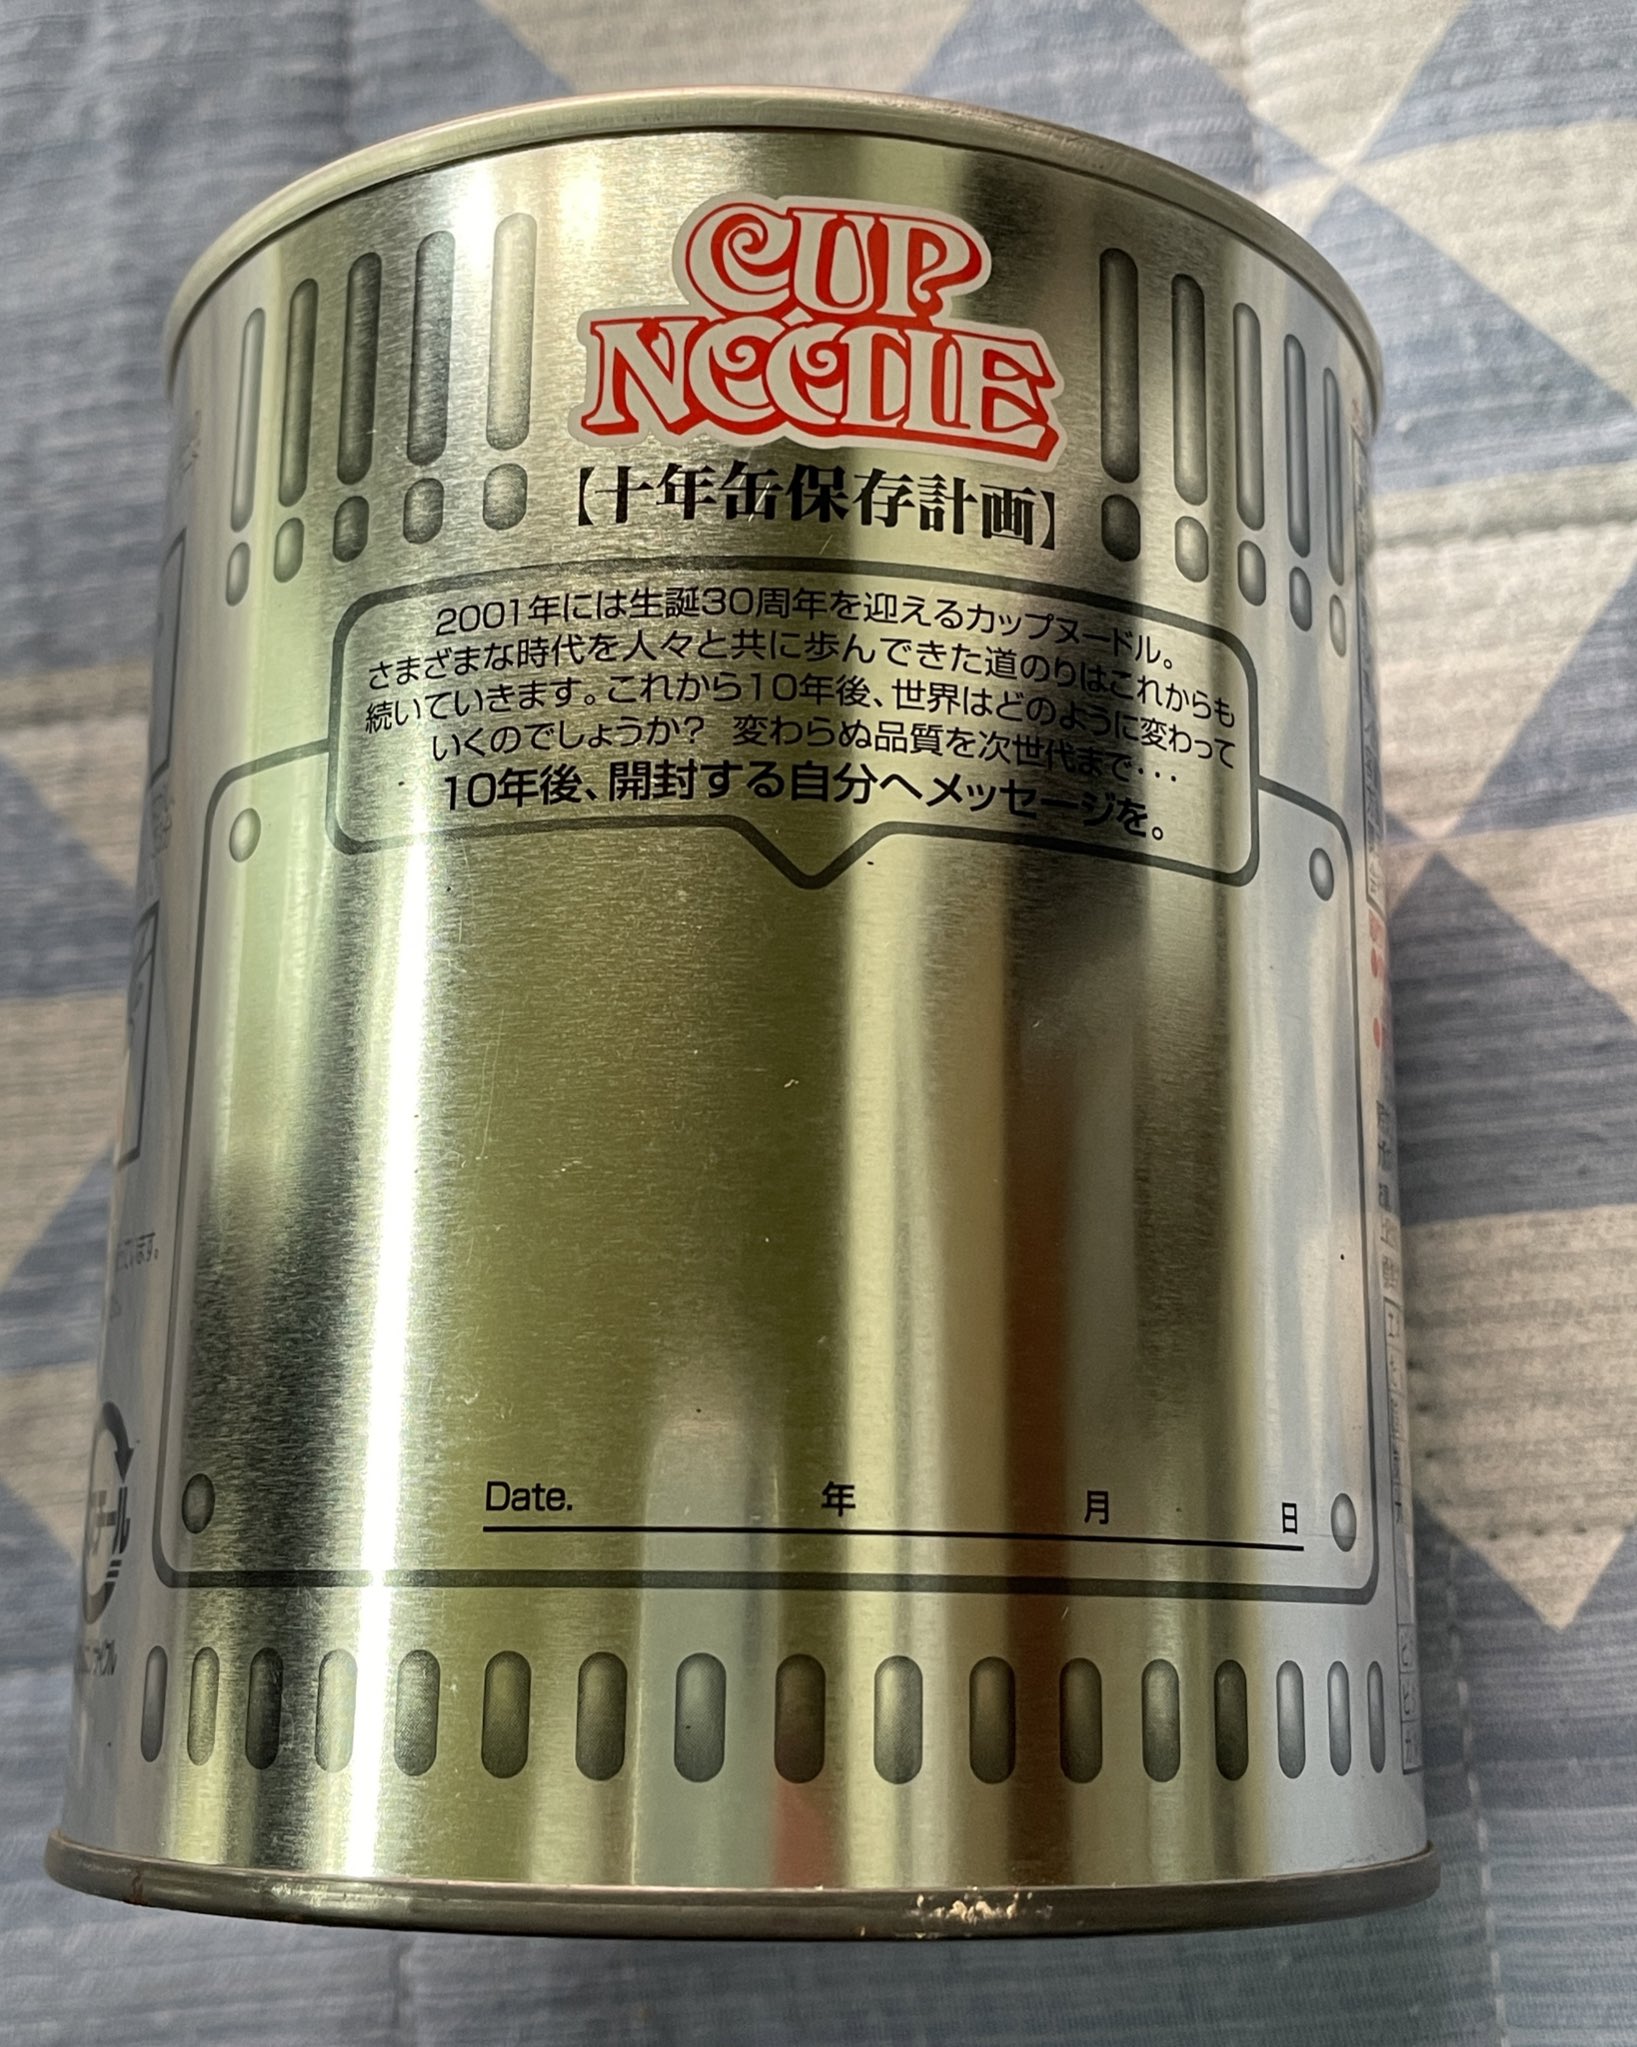 CUP
NOODLE
【十年缶保存計画】
2001年には生誕30周年を迎えるカップヌードル。
さまざまな時代を人々と共に歩んできた道のりはこれからも
続いていきます。これから10年後、世界はどのように変わって
いくのでしょうか? 変わらぬ品質を次世代まで･･･
10年後、開封する自分へメッセージを。
Date. 年 月 日